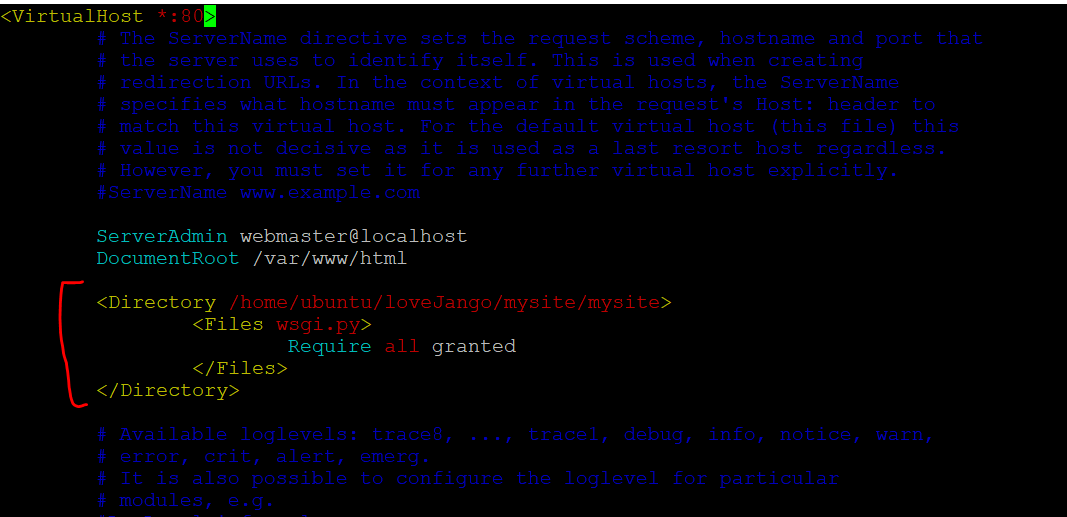 <VirtualHost *:80>
# The ServerName directive sets the request scheme, hostname and port that
# the server uses to identify itself. This is used when creating
# redirection URLs. In the context of virtual hosts, the ServerName
# specifies what hostname must appear in the request's Host: header to
# match this virtual host. For the default virtual host (this file) this
# value is not decisive as it is used as a last resort host regardless.
# However, you must set it for any further virtual host explicitly.
#ServerName www.example.com
ServerAdmin webmaster@localhost
DocumentRoot /var/www/html
<Directory /home/ubuntu/loveJango/mysite/mysite>
<Files wsgi.py>
Require all granted
</Files>
</Directory>
# Available loglevels: trace8, ..., trace1, debug, info, notice, warn,
# error, crit, alert, emerg.
# It is also possible to configure the loglevel for particular
# modules, e.g.